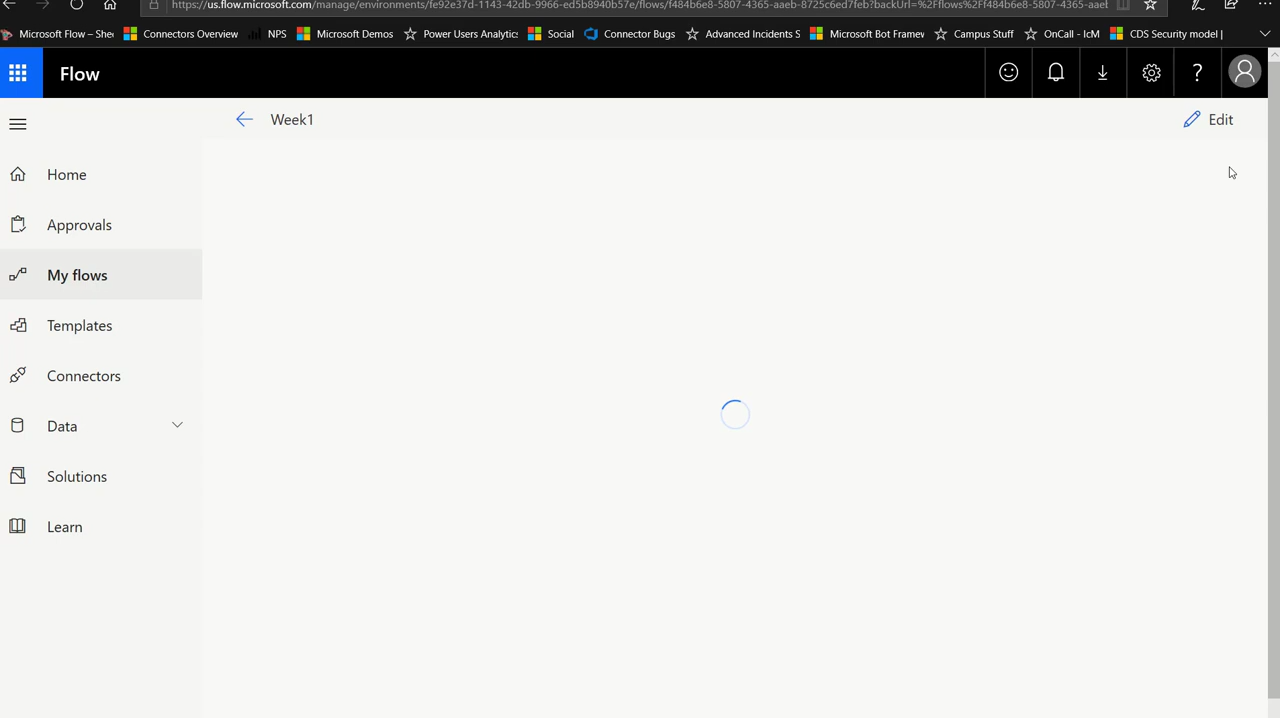 https://us.flow.microsoft.com/manage/environments/fe92e37d-1143-42db-9966-ed5b8940b57e/flows/f484b6e8-5807-4365-aaeb-8725c6ed7feb?backUrl=%2Fflows%2Ff484b6e8-5807-4365-aaeb
Microsoft Flow – She Connectors Overview NPS Microsoft Demos Power Users Analytics Social Connector Bugs Advanced Incidents S Microsoft Bot Framew Campus Stuff OnCall - IcM CDS Security model |
Flow
?
Week1
Edit
Home
Approvals
My flows
Templates
Connectors
Data
Solutions
Learn